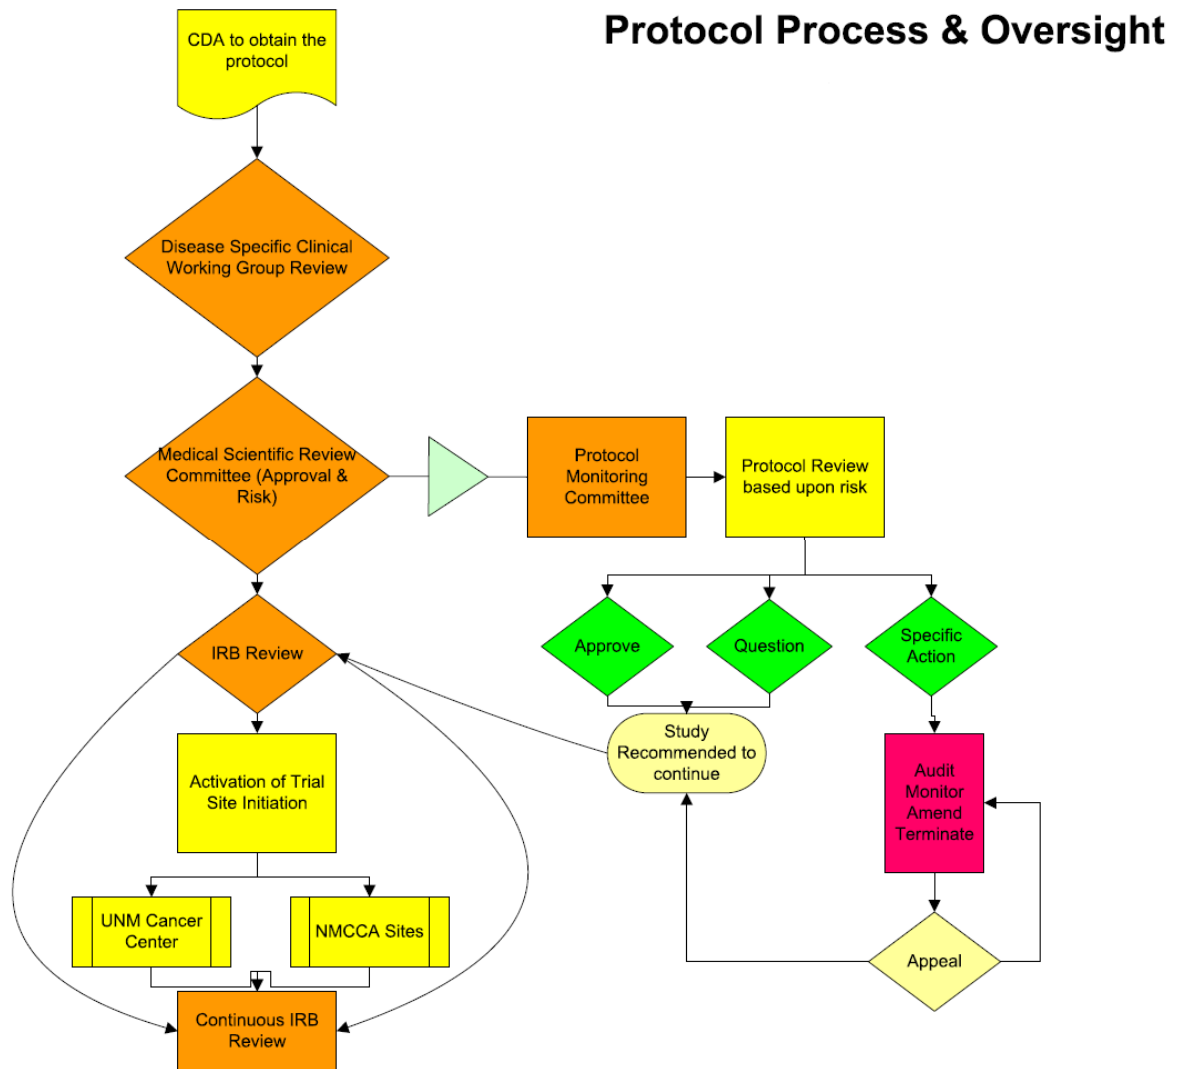 Protocol Process & Oversight
CDA to obtain the
protocol
Disease Specific Clinical
Working Group Review
Medical Scientific Review
Committee (Approval &
Risk)
Protocol
Monitoring
Committee
Protocol Review
based upon risk
IRB Review
Approve
Question
Specific
Action
Study
Recommended to
continue
Activation of Trial
Site Initiation
Audit
Monitor
Amend
Terminate
UNM Cancer
Center
NMCCA Sites
Appeal
Continuous IRB
Review